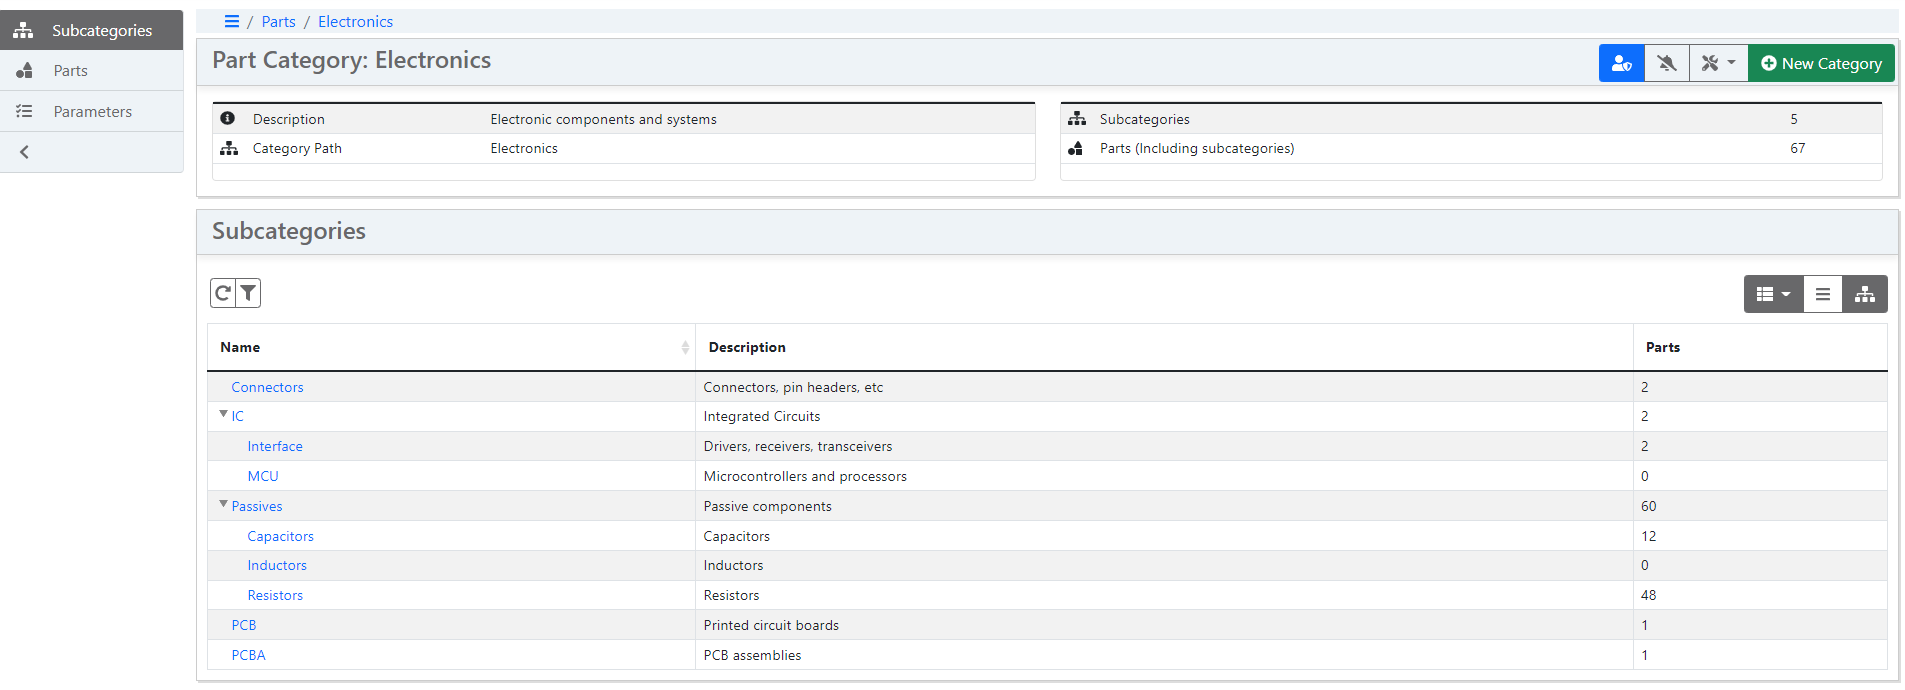 Subcategories
Parts
Parameters
/ Parts / Electronics
Part Category: Electronics
New Category
Description Electronic components and systems
Category Path Electronics
Subcategories 5
Parts (Including subcategories) 67
Subcategories
Name Description Parts
Connectors Connectors, pin headers, etc 2
IC Integrated Circuits 2
Interface Drivers, receivers, transceivers 2
MCU Microcontrollers and processors 0
Passives Passive components 60
Capacitors Capacitors 12
Inductors Inductors 0
Resistors Resistors 48
PCB Printed circuit boards 1
PCBA PCB assemblies 1